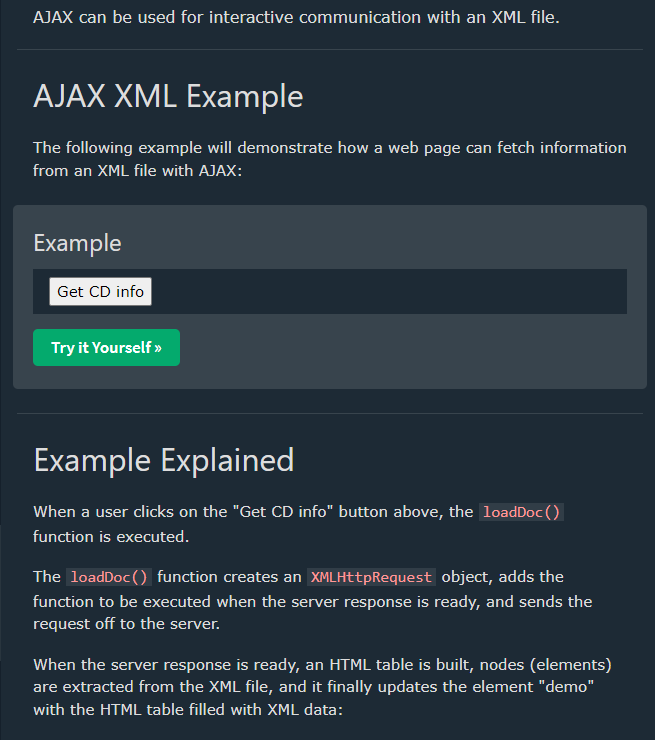 AJAX can be used for interactive communication with an XML file.
AJAX XML Example
The following example will demonstrate how a web page can fetch information
from an XML file with AJAX:
Example
Get CD info
Try it Yourself »
Example Explained
When a user clicks on the "Get CD info" button above, the loadDoc()
function is executed.
The loadDoc() function creates an XMLHttpRequest object, adds the
function to be executed when the server response is ready, and sends the
request off to the server.
When the server response is ready, an HTML table is built, nodes (elements)
are extracted from the XML file, and it finally updates the element "demo"
with the HTML table filled with XML data: